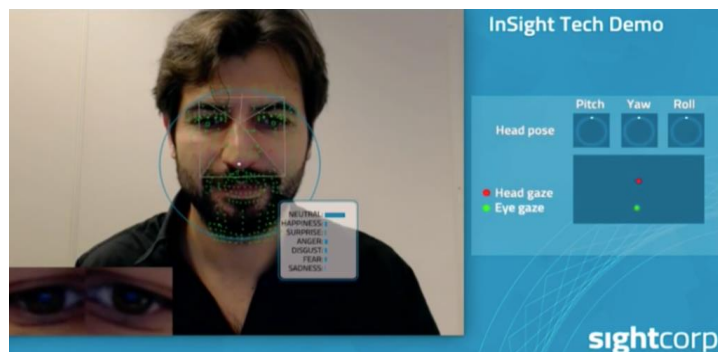 InSight Tech Demo
Pitch Yaw Roll
Head pose
Head gaze
Eye gaze
NEUTRAL:
HAPPINESS:
SURPRISE:
ANGER:
DISGUST:
FEAR:
SADNESS:
sightcorp